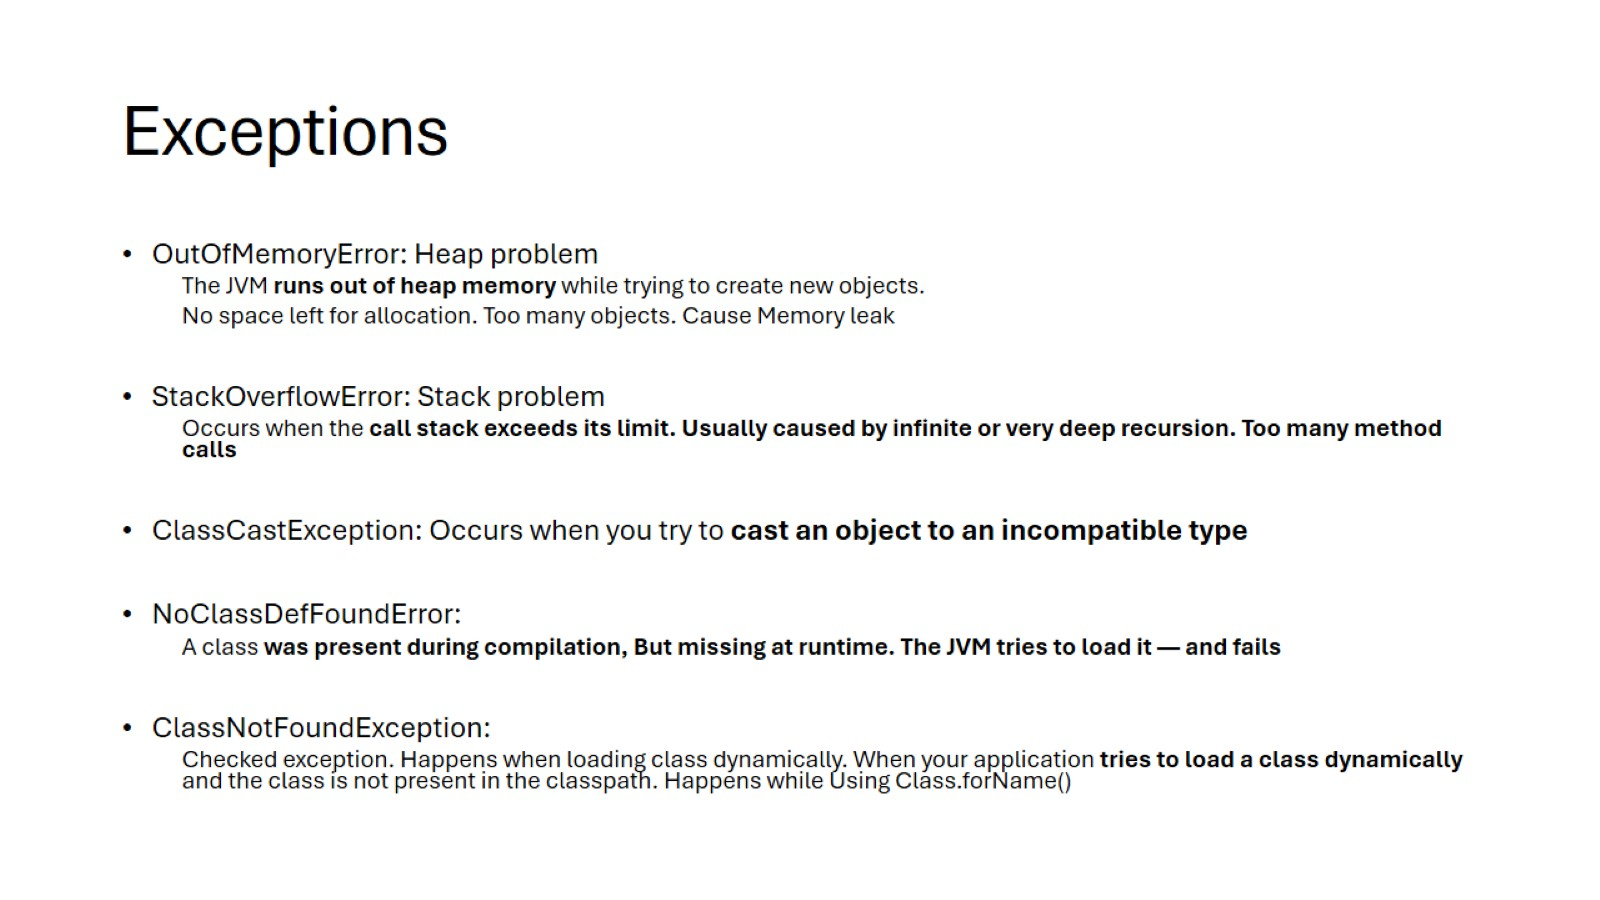 Exceptions
• OutOfMemoryError: Heap problem
The JVM runs out of heap memory while trying to create new objects.
No space left for allocation. Too many objects. Cause Memory leak
• StackOverflowError: Stack problem
Occurs when the call stack exceeds its limit. Usually caused by infinite or very deep recursion. Too many method
calls
• ClassCastException: Occurs when you try to cast an object to an incompatible type
• NoClassDefFoundError:
A class was present during compilation, But missing at runtime. The JVM tries to load it — and fails
• ClassNotFoundException:
Checked exception. Happens when loading class dynamically. When your application tries to load a class dynamically
and the class is not present in the classpath. Happens while Using Class.forName()